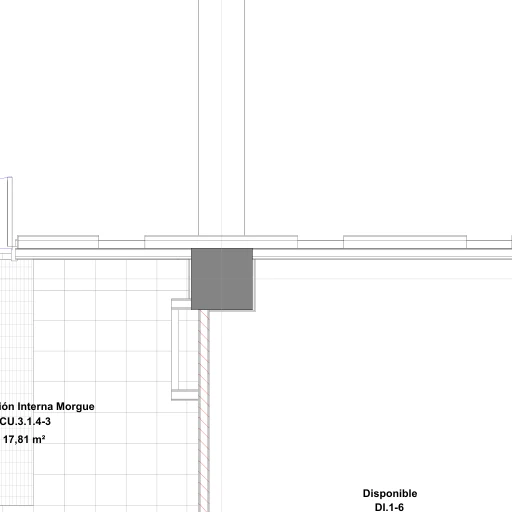 ión Interna Morgue
CU.3.1.4-3
17,81 m²
Disponible
DI.1-6